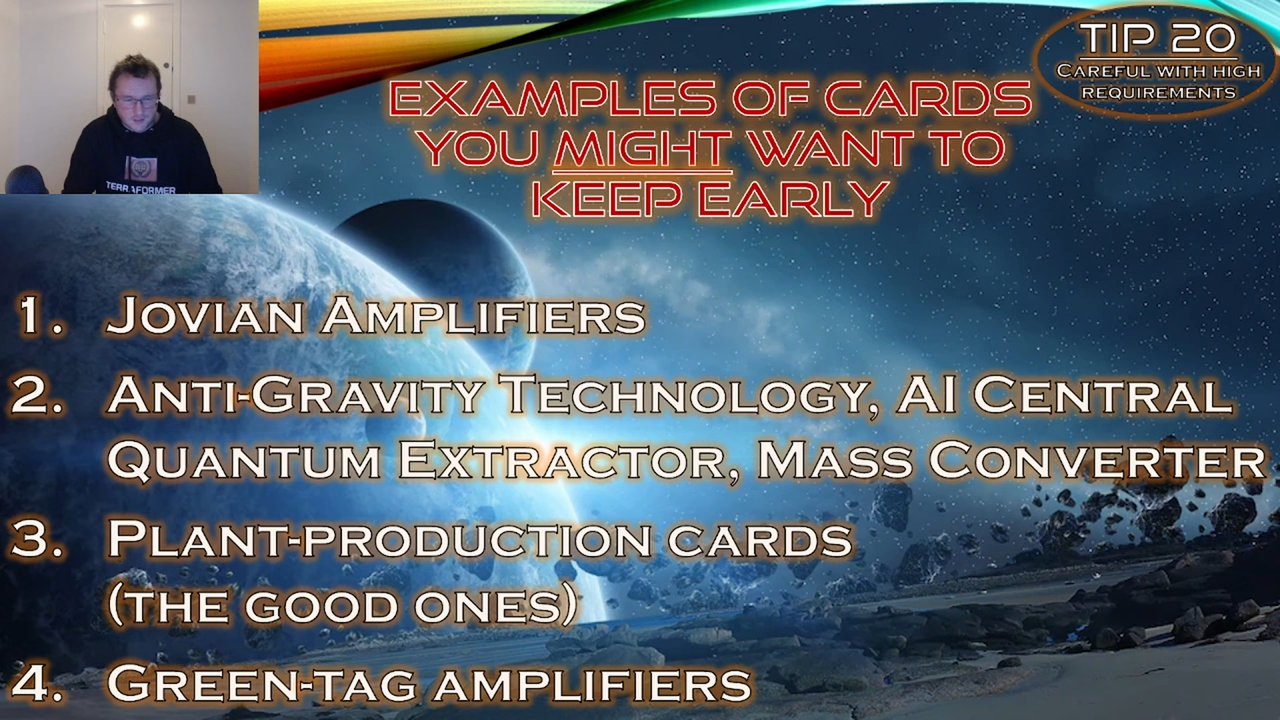 TIP 20
CAREFUL WITH HIGH
REQUIREMENTS
EXAMPLES OF CARDS
YOU MIGHT WANT TO
KEEP EARLY
TERRAFORMER
1. JOVIAN AMPLIFIERS
2. ANTI-GRAVITY TECHNOLOGY, AI CENTRAL
QUANTUM EXTRACTOR, MASS CONVERTER
3. PLANT-PRODUCTION CARDS
(THE GOOD ONES)
4. GREEN-TAG AMPLIFIERS